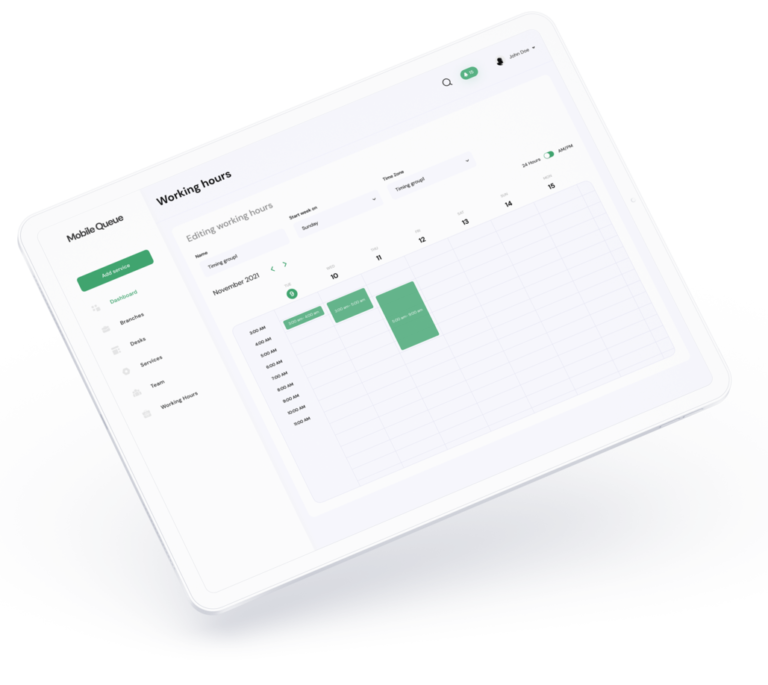 Mobile Queue
Add service
Dashboard
Branches
Desks
Services
Team
Working Hours
Working hours
John Doe
Editing working hours
Name
Timing group1
Start week on
Sunday
Time Zone
Timing group1
24 Hours
AM/PM
November 2021
9
10
11
12
13
14
15
3:00 AM
4:00 AM
5:00 AM
6:00 AM
7:00 AM
8:00 AM
9:00 AM
10:00 AM
11:00 AM